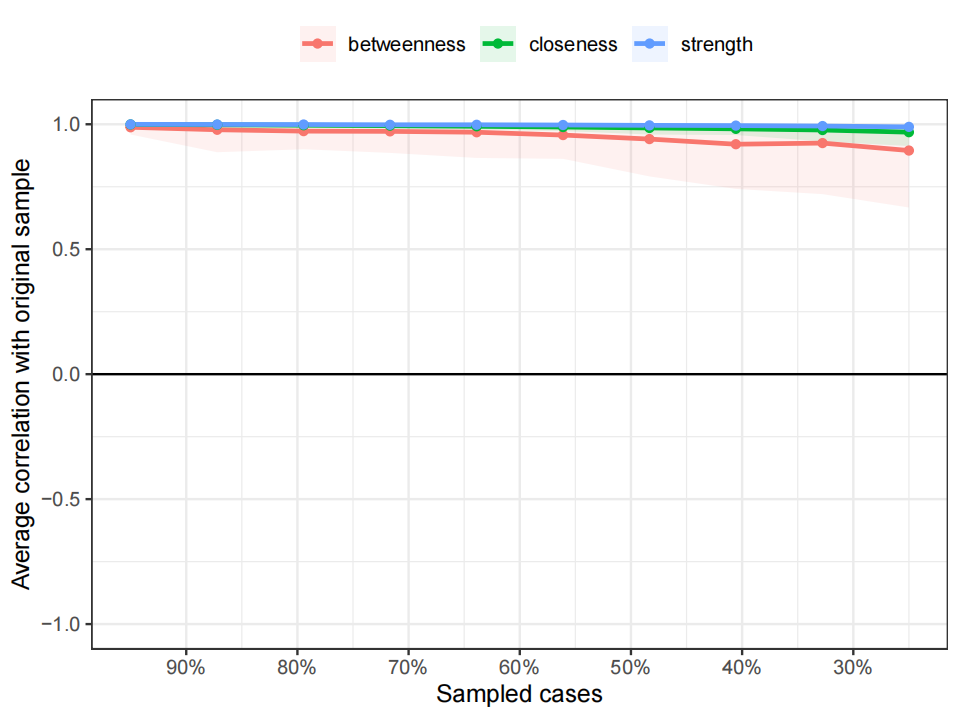 betweenness closeness strength
Average correlation with original sample
1.0
0.5
0.0
−0.5
−1.0
90% 80% 70% 60% 50% 40% 30%
Sampled cases